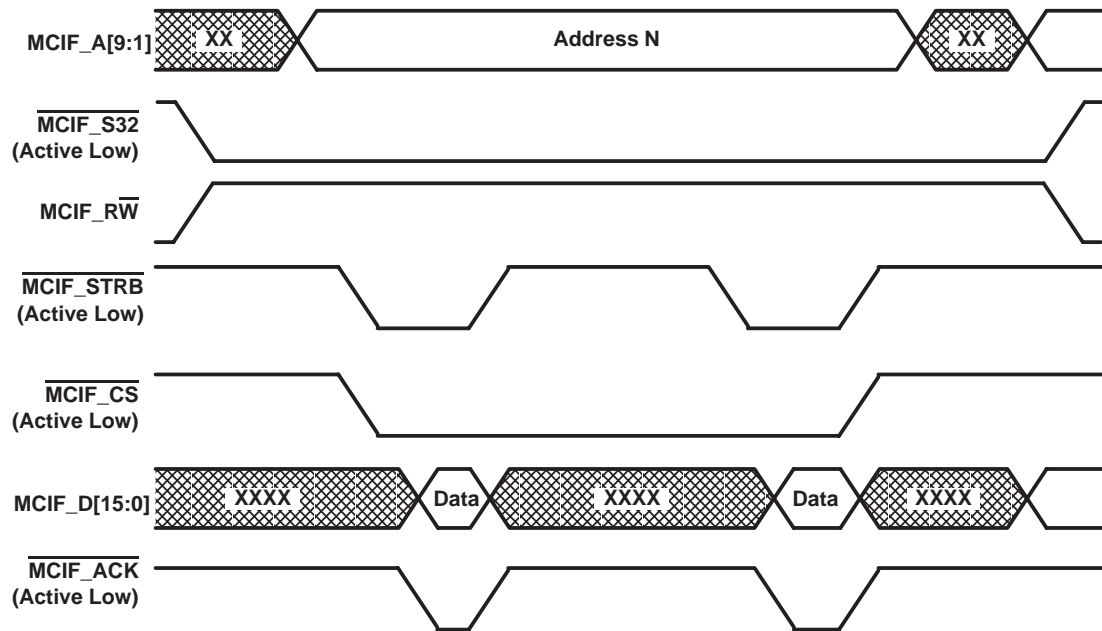 MCIF_A[9:1] XX Address N XX
MCIF_S32
(Active Low)
MCIF_RW
MCIF_STRB
(Active Low)
MCIF_CS
(Active Low)
MCIF_D[15:0] XXXX Data XXXX Data XXXX
MCIF_ACK
(Active Low)